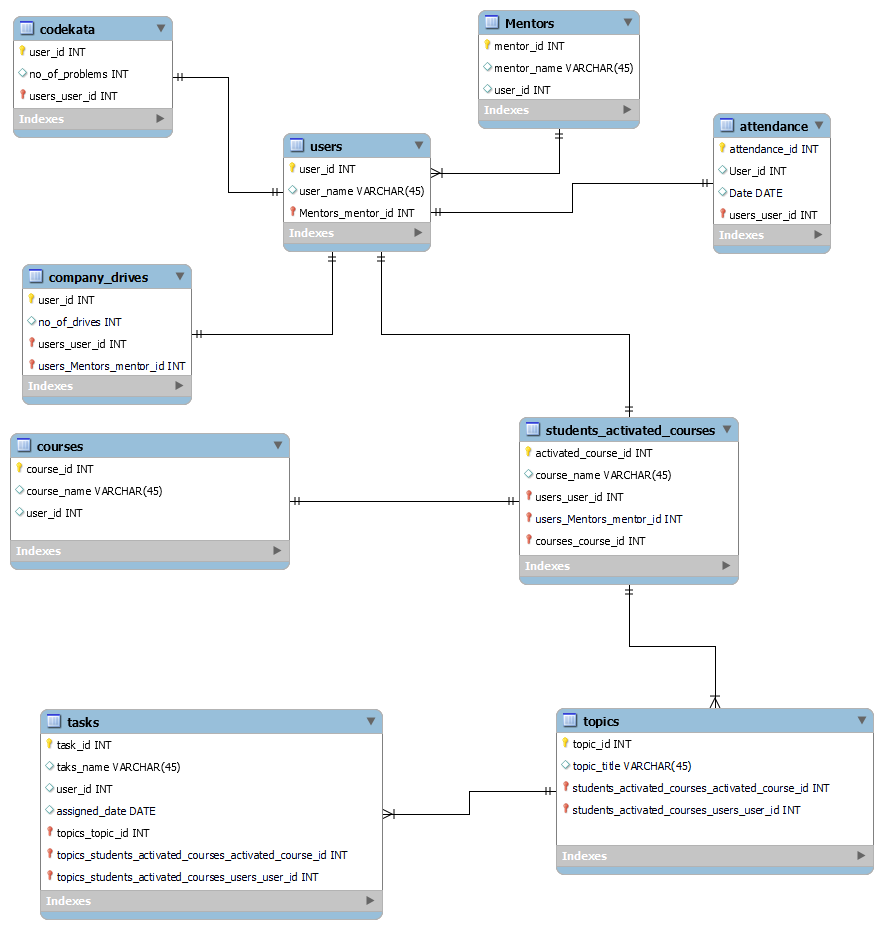 codekata
user_id INT
no_of_problems INT
users_user_id INT
Indexes
Mentors
mentor_id INT
mentor_name VARCHAR(45)
user_id INT
Indexes
users
user_id INT
user_name VARCHAR(45)
Mentors_mentor_id INT
Indexes
attendance
attendance_id INT
User_id INT
Date DATE
users_user_id INT
Indexes
company_drives
user_id INT
no_of_drives INT
users_user_id INT
users_Mentors_mentor_id INT
Indexes
courses
course_id INT
course_name VARCHAR(45)
user_id INT
Indexes
students_activated_courses
activated_course_id INT
course_name VARCHAR(45)
users_user_id INT
users_Mentors_mentor_id INT
courses_course_id INT
Indexes
tasks
task_id INT
taks_name VARCHAR(45)
user_id INT
assigned_date DATE
topics_topic_id INT
topics_students_activated_courses_activated_course_id INT
topics_students_activated_courses_users_user_id INT
Indexes
topics
topic_id INT
topic_title VARCHAR(45)
students_activated_courses_activated_course_id INT
students_activated_courses_users_user_id INT
Indexes